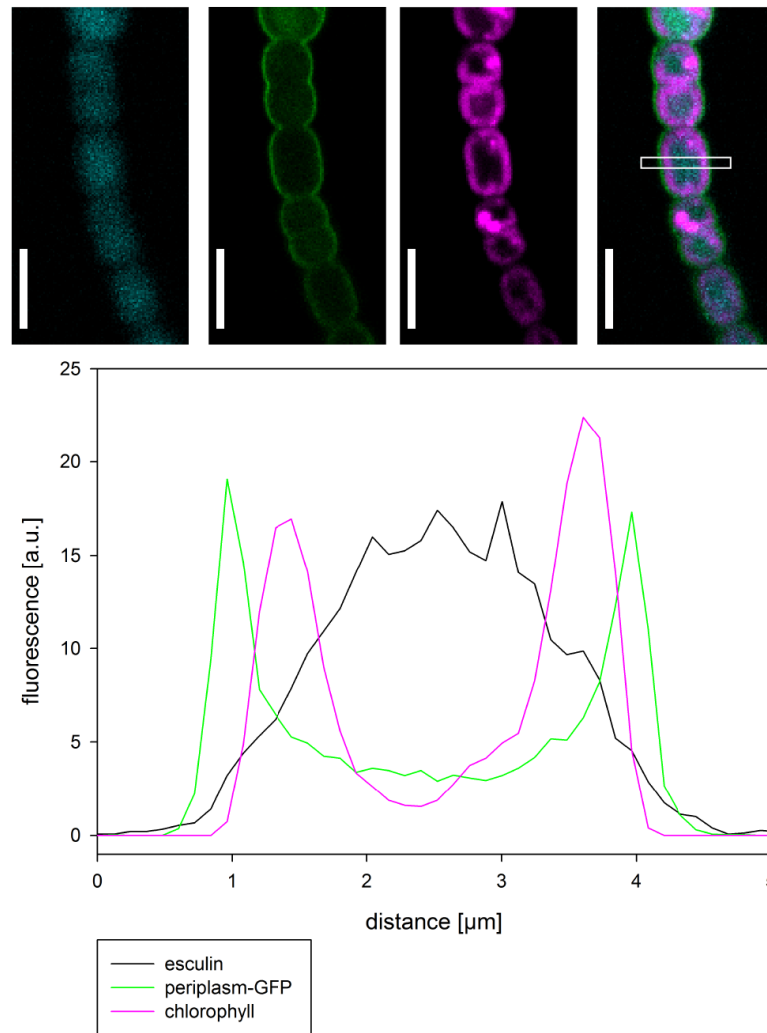 25
20
15
10
5
0
fluorescence [a.u.]
0 1 2 3 4
distance [µm]
esculin
periplasm-GFP
chlorophyll